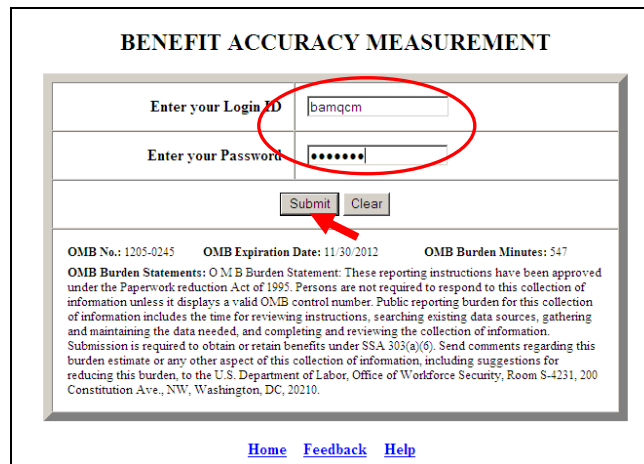 BENEFIT ACCURACY MEASUREMENT
Enter your Login ID bamqcm
Enter your Password •••••••
Submit Clear
OMB No.: 1205-0245 OMB Expiration Date: 11/30/2012 OMB Burden Minutes: 547
OMB Burden Statements: O M B Burden Statement: These reporting instructions have been approved
under the Paperwork reduction Act of 1995. Persons are not required to respond to this collection of
information unless it displays a valid OMB control number. Public reporting burden for this collection
of information includes the time for reviewing instructions, searching existing data sources, gathering
and maintaining the data needed, and completing and reviewing the collection of information.
Submission is required to obtain or retain benefits under SSA 303(a)(6). Send comments regarding this
burden estimate or any other aspect of this collection of information, including suggestions for
reducing this burden, to the U.S. Department of Labor, Office of Workforce Security, Room S-4231, 200
Constitution Ave., NW, Washington, DC, 20210.
Home Feedback Help